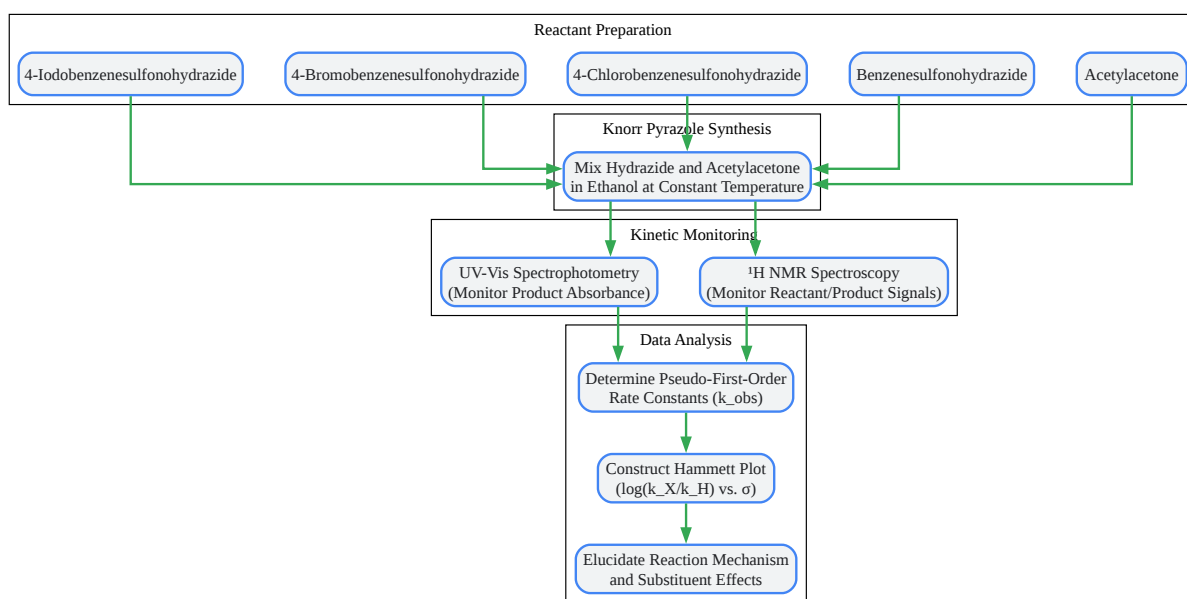 Reactant Preparation
4-Iodobenzenesulfonohydrazide
4-Bromobenzenesulfonohydrazide
4-Chlorobenzenesulfonohydrazide
Benzenesulfonohydrazide
Acetylacetone
Knorr Pyrazole Synthesis
Mix Hydrazide and Acetylacetone
in Ethanol at Constant Temperature
Kinetic Monitoring
UV-Vis Spectrophotometry
(Monitor Product Absorbance)
¹H NMR Spectroscopy
(Monitor Reactant/Product Signals)
Data Analysis
Determine Pseudo-First-Order
Rate Constants (k_obs)
Construct Hammett Plot
(log(k_X/k_H) vs. σ)
Elucidate Reaction Mechanism
and Substituent Effects